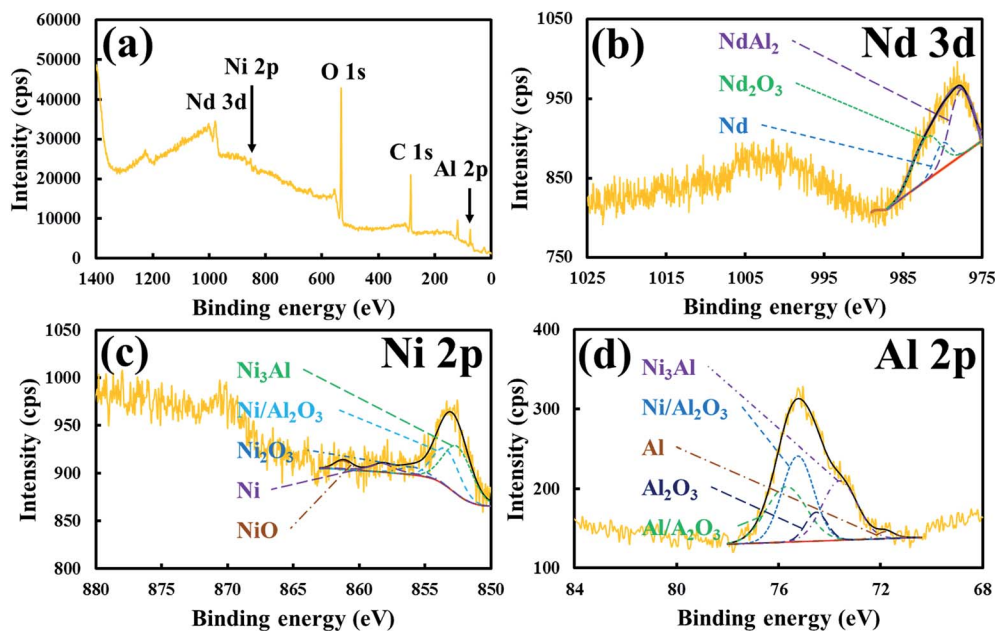 (a)
Ni 2p
Nd 3d
O 1s
C 1s
Al 2p
Intensity (cps)
60000
50000
40000
30000
20000
10000
0
1400 1200 1000 800 600 400 200 0
Binding energy (eV)
(b)
Nd 3d
NdAl₂
Nd₂O₃
Nd
Intensity (cps)
1050
950
850
750
1025 1015 1005 995 985 975
Binding energy (eV)
(c)
Ni 2p
Ni₃Al
Ni/Al₂O₃
Ni₂O₃
Ni
NiO
Intensity (cps)
1050
1000
950
900
850
800
880 875 870 865 860 855 850
Binding energy (eV)
(d)
Al 2p
Ni₃Al
Ni/Al₂O₃
Al
Al₂O₃
Al/A₂O₃
Intensity (cps)
400
300
200
100
84 80 76 72 68
Binding energy (eV)